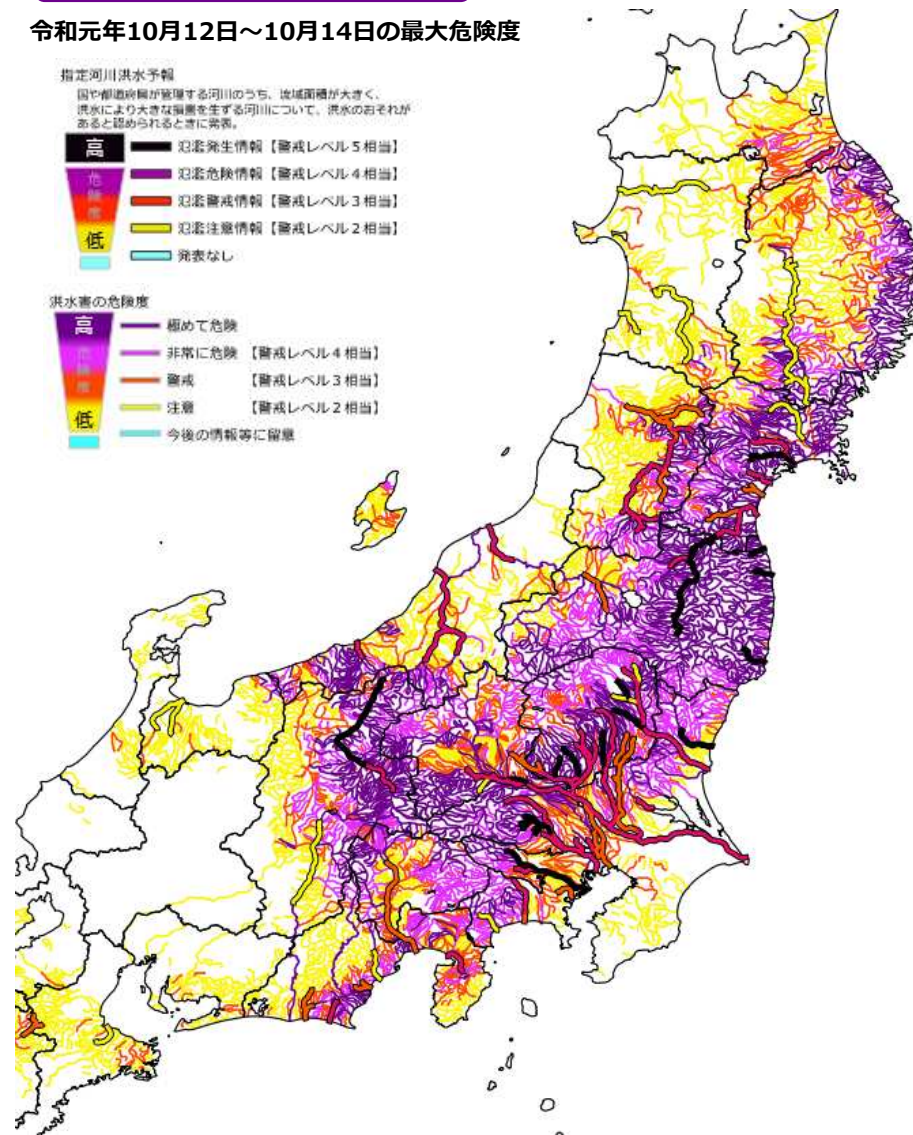 令和元年10月12日～10月14日の最大危険度
指定河川洪水予報
国や都道府県が管理する河川のうち、流域面積が大きく、
洪水により大きな損害を生ずる河川について、洪水のおそれが
あると認められるときに発表。
高
危険度
低
氾濫発生情報【警戒レベル５相当】
氾濫危険情報【警戒レベル４相当】
氾濫警戒情報【警戒レベル３相当】
氾濫注意情報【警戒レベル２相当】
発表なし
洪水害の危険度
高
危険度
低
極めて危険
非常に危険 【警戒レベル４相当】
警戒 【警戒レベル３相当】
注意 【警戒レベル２相当】
今後の情報等に留意